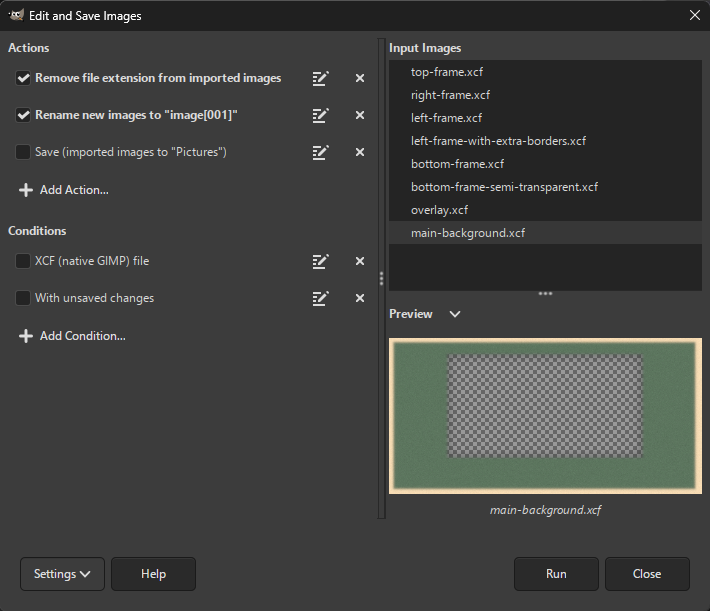 Edit and Save Images
Actions
Remove file extension from imported images
Rename new images to "image[001]"
Save (imported images to "Pictures")
Add Action...
Conditions
XCF (native GIMP) file
With unsaved changes
Add Condition...
Input Images
top-frame.xcf
right-frame.xcf
left-frame.xcf
left-frame-with-extra-borders.xcf
bottom-frame.xcf
bottom-frame-semi-transparent.xcf
overlay.xcf
main-background.xcf
Preview
main-background.xcf
Settings
Help
Run
Close